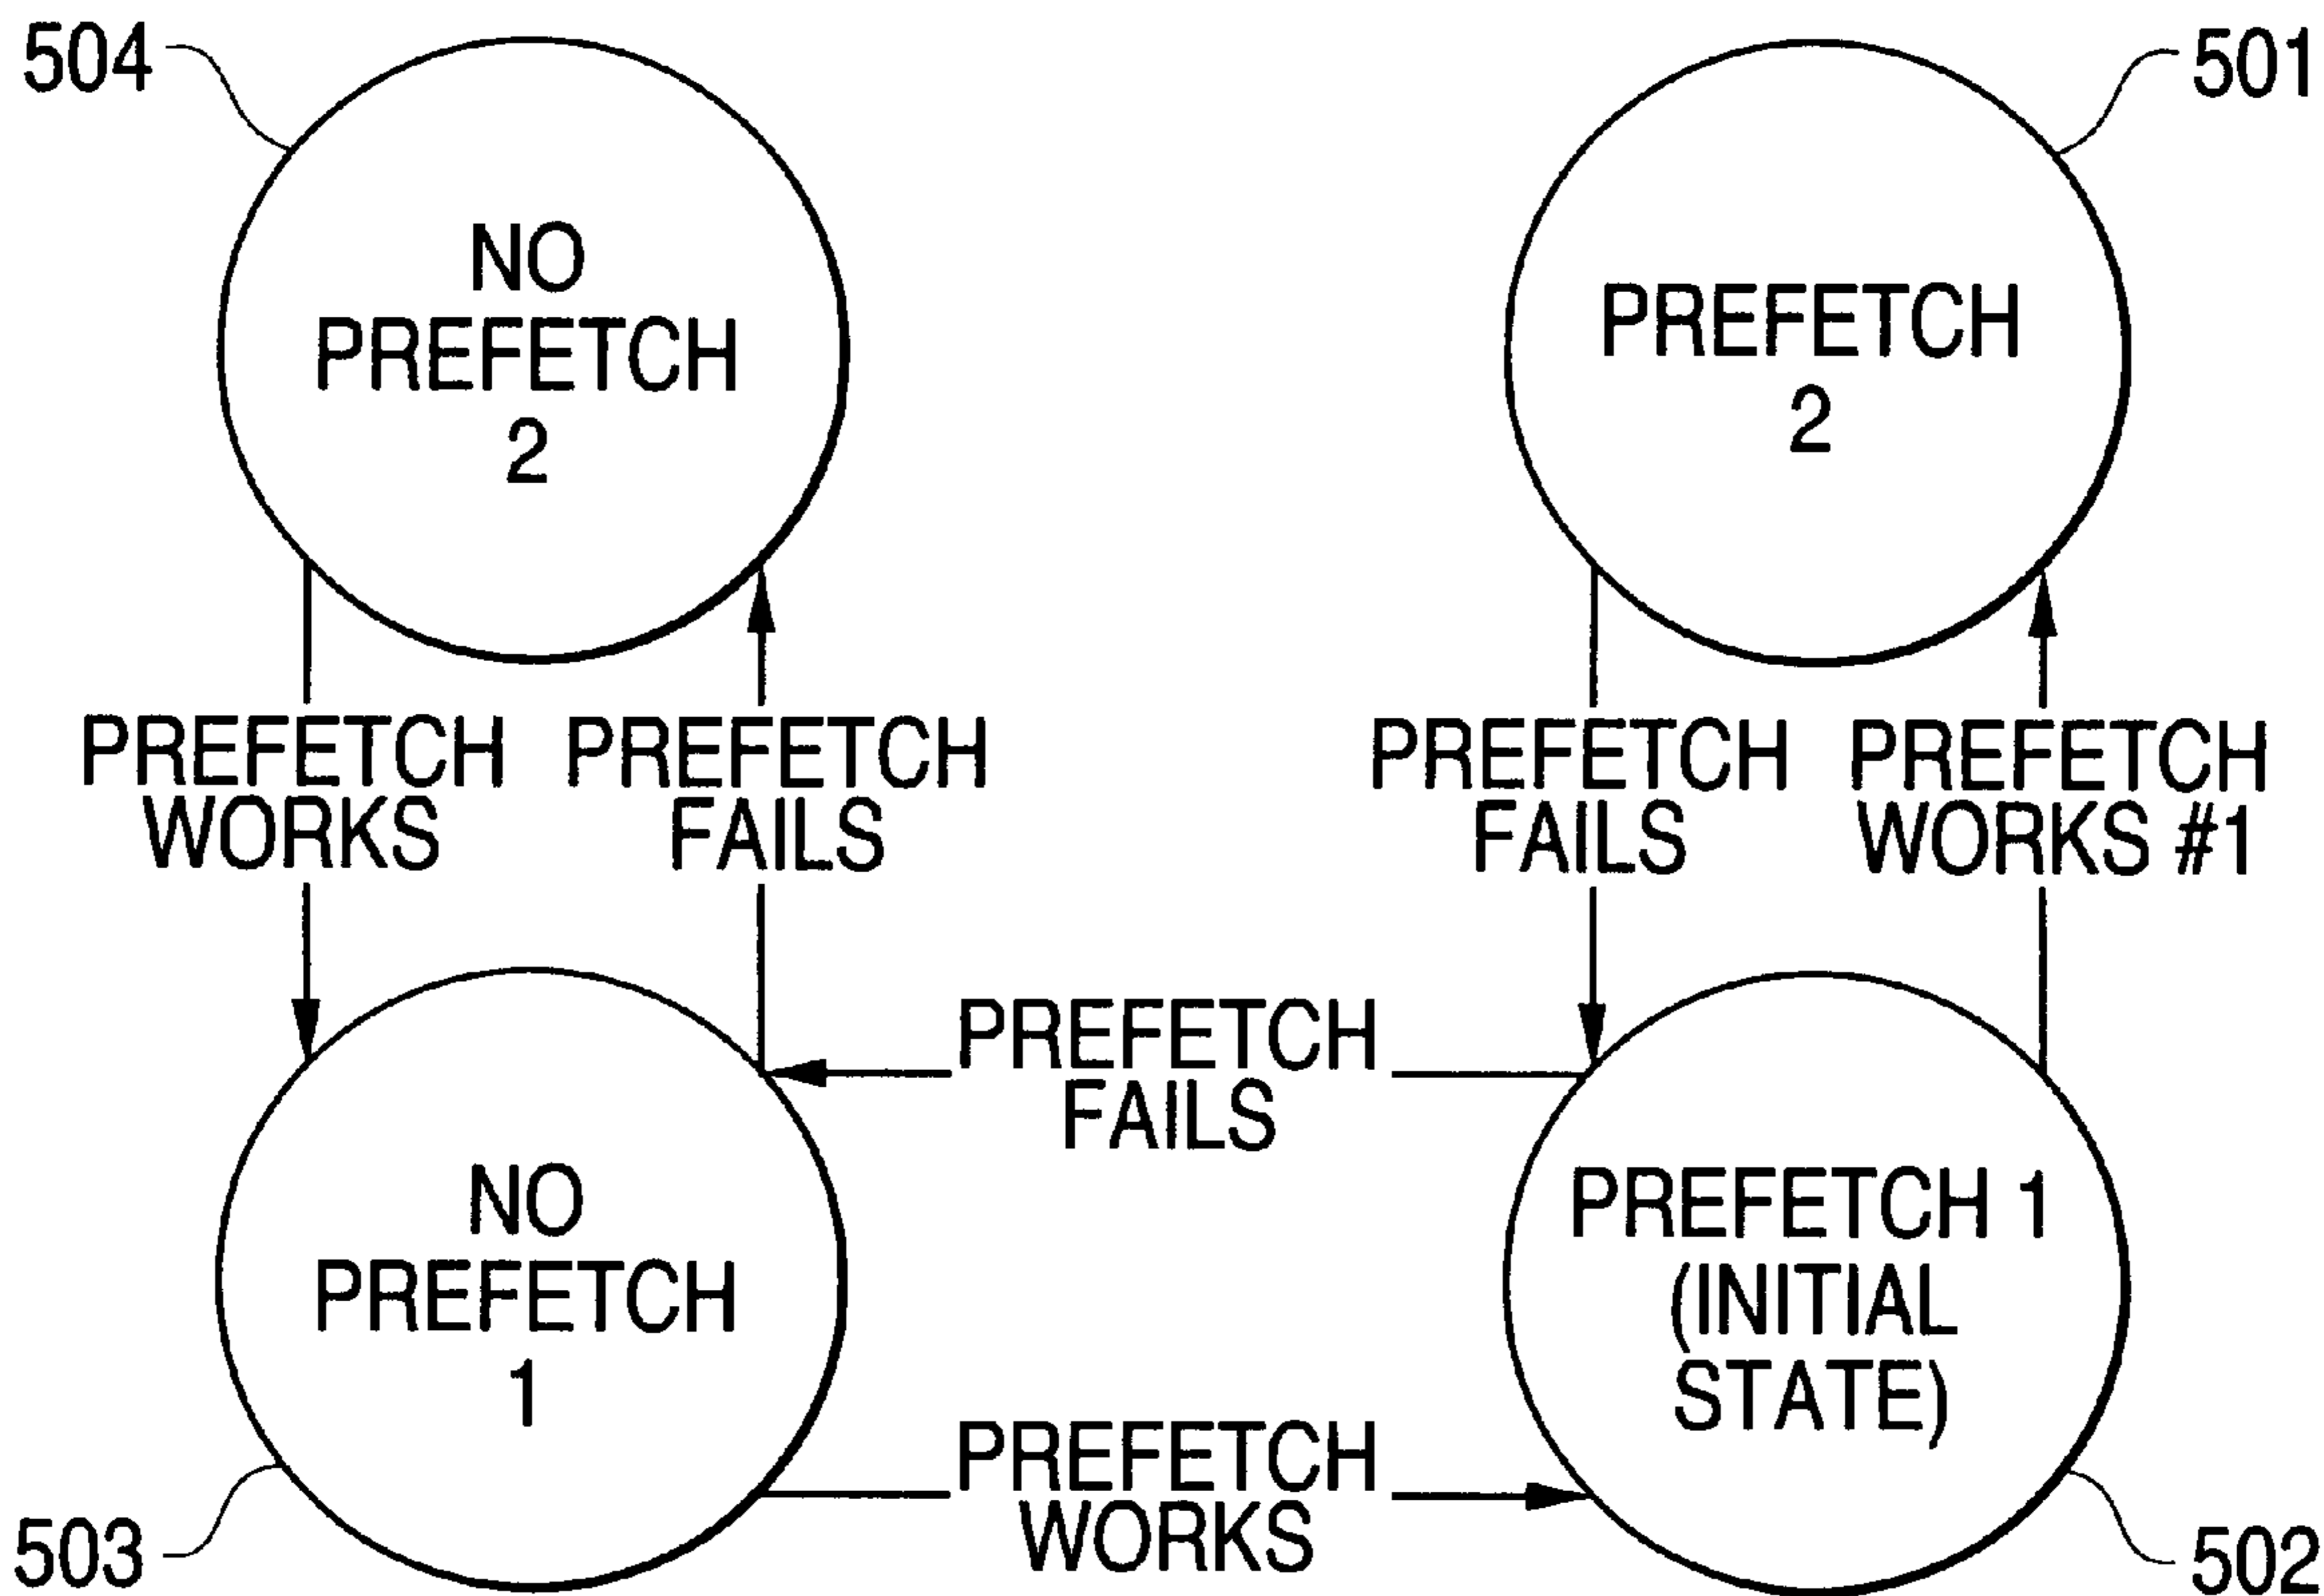 504
501
NO
PREFETCH
2
PREFETCH
2
PREFETCH
WORKS
PREFETCH
FAILS
PREFETCH
FAILS
PREFETCH
WORKS #1
PREFETCH
FAILS
NO
PREFETCH
1
PREFETCH 1
(INITIAL
STATE)
PREFETCH
WORKS
503
502